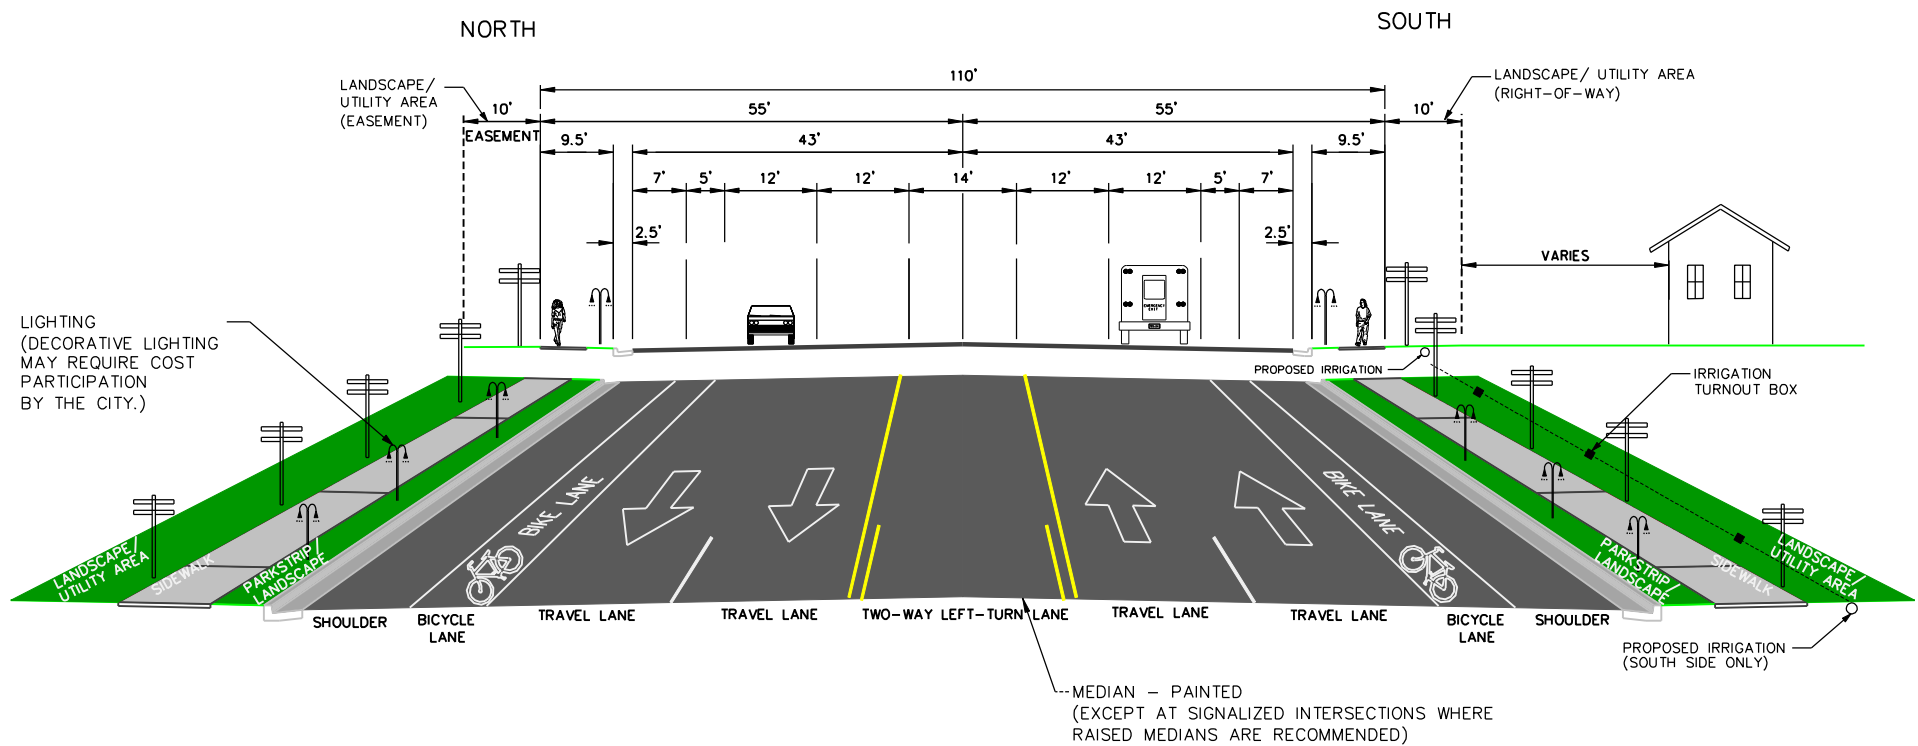 NORTH
SOUTH
LANDSCAPE/
UTILITY AREA
(EASEMENT)
110'
LANDSCAPE/ UTILITY AREA
(RIGHT-OF-WAY)
10'
EASEMENT
55'
55'
10'
9.5'
43'
43'
9.5'
7'
5'
12'
12'
14'
12'
12'
5'
7'
2.5'
2.5'
VARIES
EMERGENCY
EXIT
LIGHTING
(DECORATIVE LIGHTING
MAY REQUIRE COST
PARTICIPATION
BY THE CITY.)
PROPOSED IRRIGATION
IRRIGATION
TURNOUT BOX
BIKE LANE
BIKE LANE
LANDSCAPE/
UTILITY AREA
SIDEWALK
PARKSTRIP/
LANDSCAPE
PARKSTRIP/
LANDSCAPE
SIDEWALK
LANDSCAPE/
UTILITY AREA
SHOULDER
BICYCLE
LANE
TRAVEL LANE
TRAVEL LANE
TWO-WAY LEFT-TURN LANE
TRAVEL LANE
TRAVEL LANE
BICYCLE
LANE
SHOULDER
PROPOSED IRRIGATION
(SOUTH SIDE ONLY)
MEDIAN - PAINTED
(EXCEPT AT SIGNALIZED INTERSECTIONS WHERE
RAISED MEDIANS ARE RECOMMENDED)